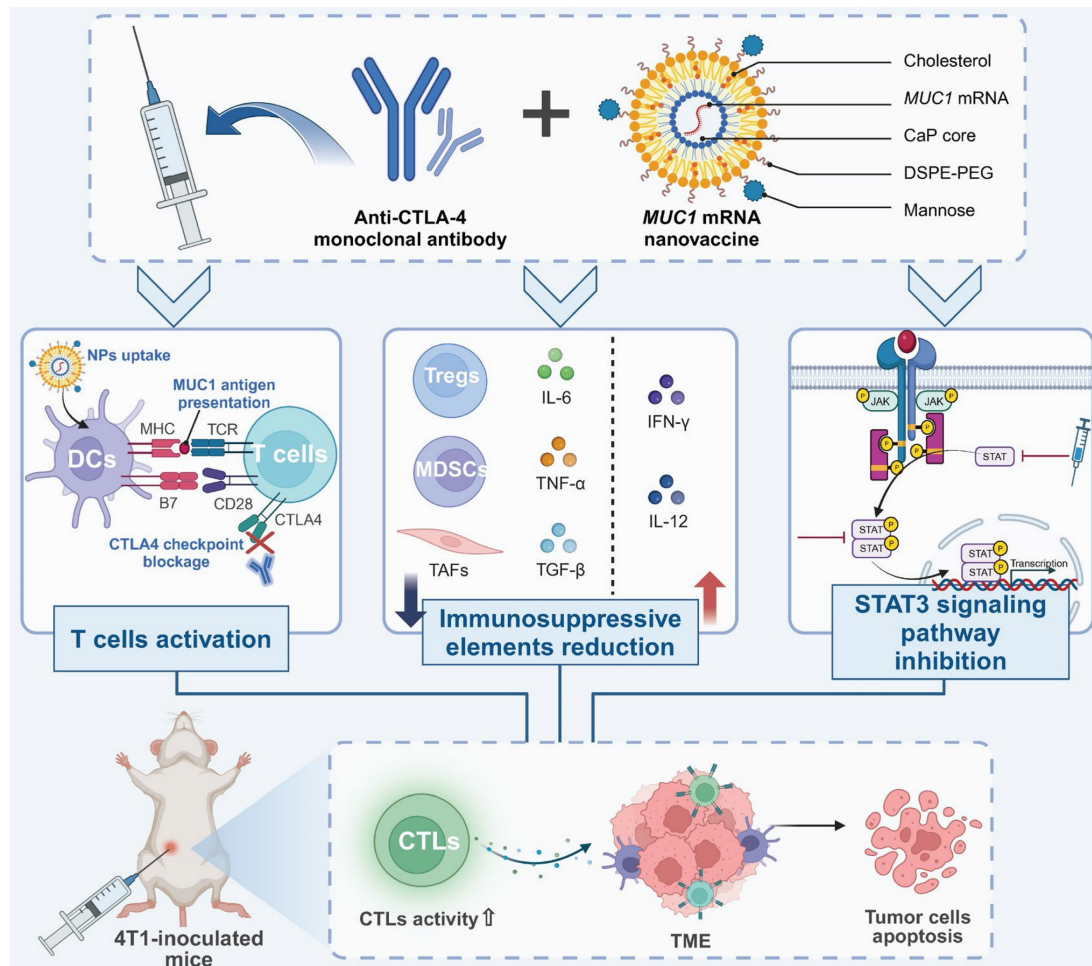 Cholesterol
MUC1 mRNA
CaP core
DSPE-PEG
Mannose
Anti-CTLA-4
monoclonal antibody
MUC1 mRNA
nanovaccine
NPs uptake
MUC1 antigen
presentation
MHC
TCR
DCs
T cells
B7
CD28
CTLA4
CTLA4 checkpoint
blockage
T cells activation
Tregs
IL-6
IFN-γ
MDSCs
TNF-α
IL-12
TAFs
TGF-β
Immunosuppressive
elements reduction
P
JAK
JAK
P
P
P
P
P
STAT
STAT
P
STAT
P
STAT
P
STAT
P
Transcription
STAT3 signaling
pathway
inhibition
4T1-inoculated
mice
CTLs
CTLs activity⇧
TME
Tumor cells
apoptosis